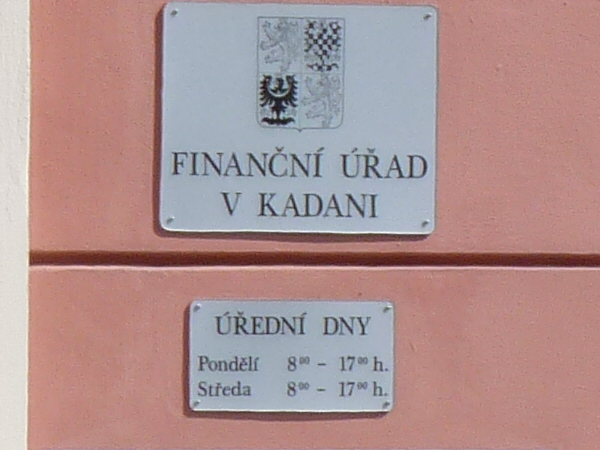 FINANČNÍ ÚŘAD
V KADANI
ÚŘEDNÍ DNY
Pondělí 8⁰⁰ - 17⁰⁰ h.
Středa 8⁰⁰ - 17⁰⁰ h.